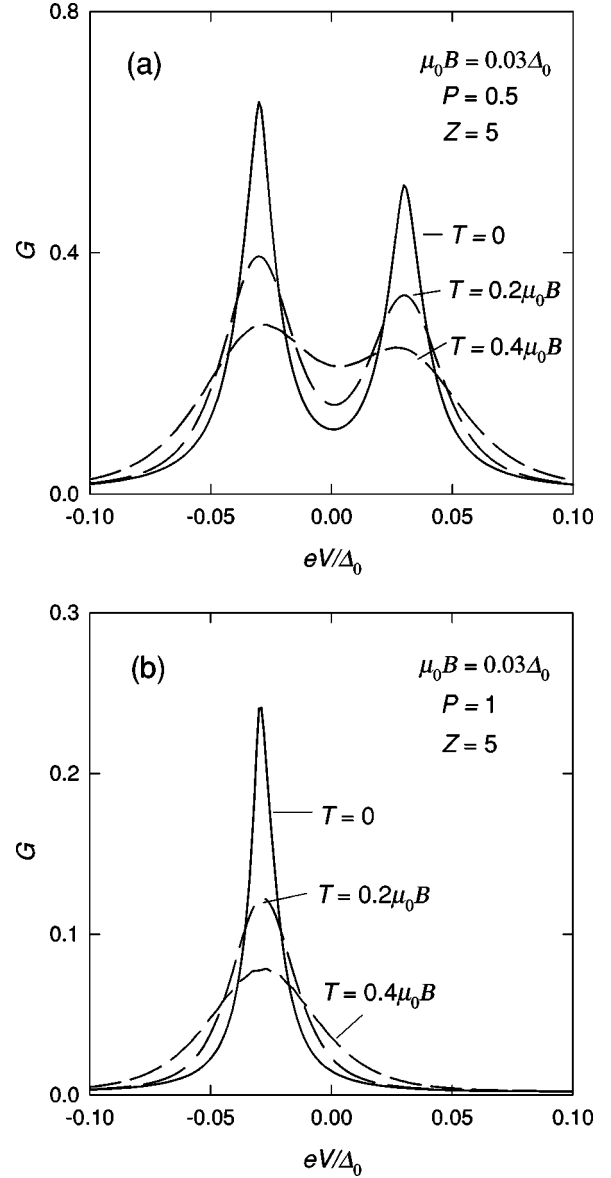 0.8
(a)
μ₀B = 0.03Δ₀
P = 0.5
Z = 5
T = 0
0.4
G
T = 0.2μ₀B
T = 0.4μ₀B
0.0
-0.10 -0.05 0.00 0.05 0.10
eV/Δ₀
0.3
(b)
μ₀B = 0.03Δ₀
P = 1
Z = 5
0.2
T = 0
G
T = 0.2μ₀B
0.1
T = 0.4μ₀B
0.0
-0.10 -0.05 0.00 0.05 0.10
eV/Δ₀